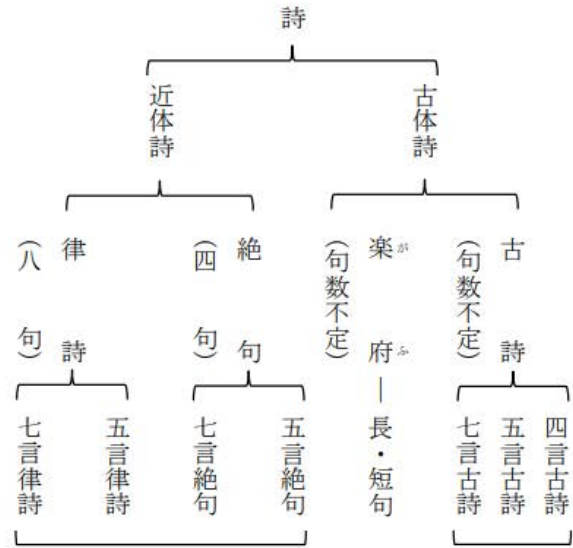 詩
古体詩
近体詩
古詩
(句数不定)
楽府
がふ
(句数不定)
絶句
(四句)
律詩
(八句)
四言古詩
五言古詩
七言古詩
長・短句
五言絶句
七言絶句
五言律詩
七言律詩